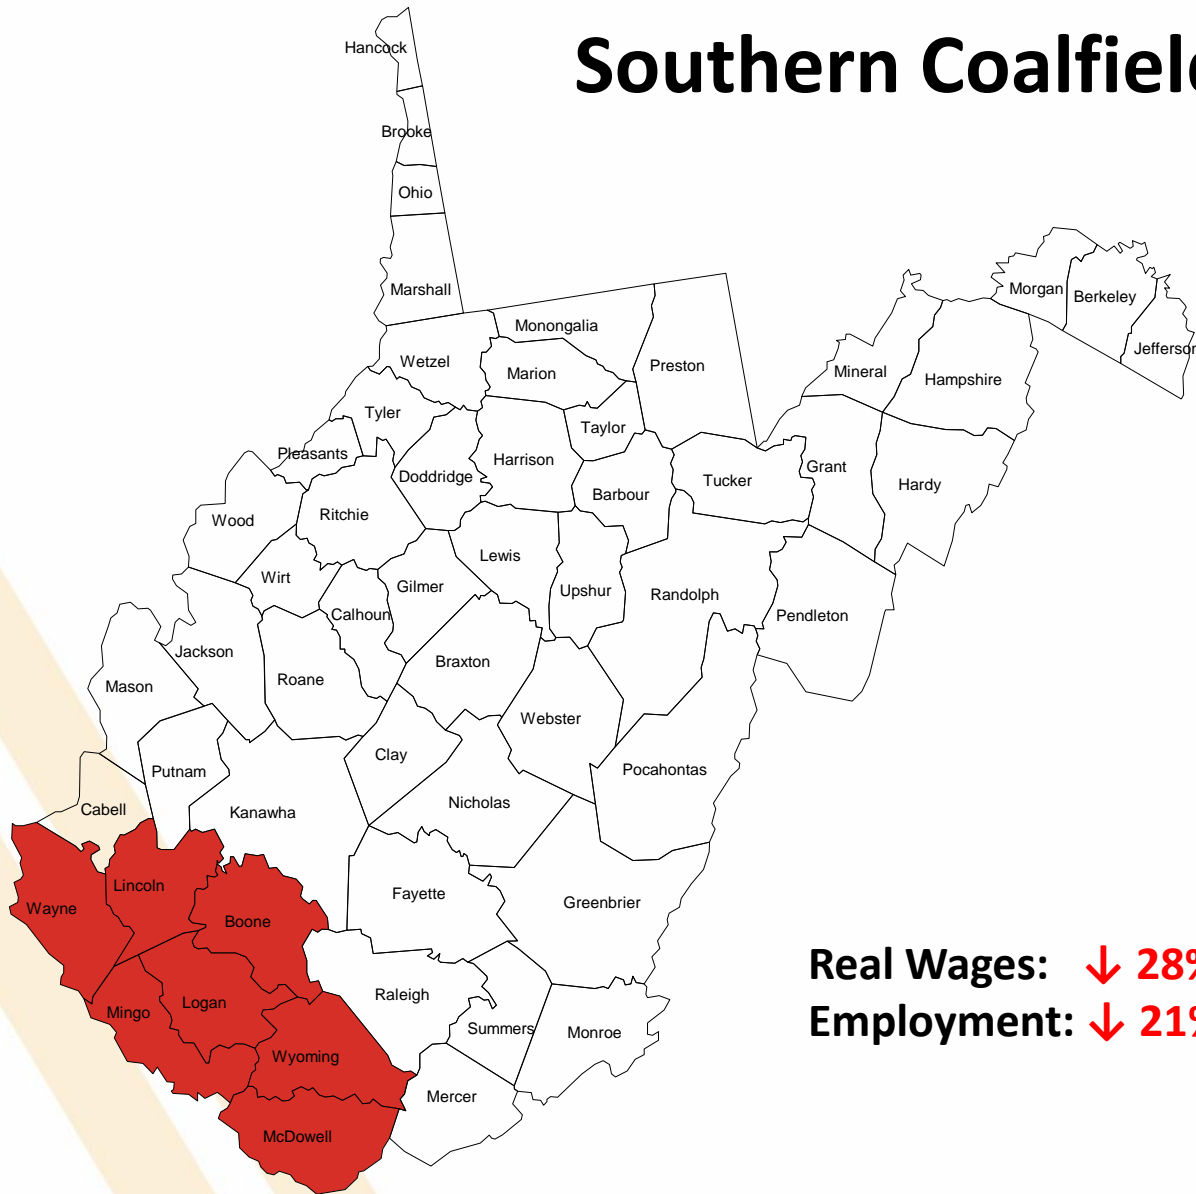 Southern Coalfiel
Hancock
Brooke
Ohio
Marshall
Monongalia
Wetzel
Marion
Preston
Morgan
Berkeley
Jefferson
Mineral
Hampshire
Tyler
Taylor
Pleasants
Doddridge
Harrison
Barbour
Tucker
Grant
Hardy
Wood
Ritchie
Lewis
Wirt
Gilmer
Upshur
Randolph
Calhoun
Pendleton
Jackson
Braxton
Mason
Roane
Webster
Clay
Putnam
Pocahontas
Cabell
Kanawha
Nicholas
Lincoln
Fayette
Greenbrier
Wayne
Boone
Real Wages: ↓ 28%
Raleigh
Logan
Mingo
Employment: ↓ 21%
Summers
Monroe
Wyoming
Mercer
McDowell